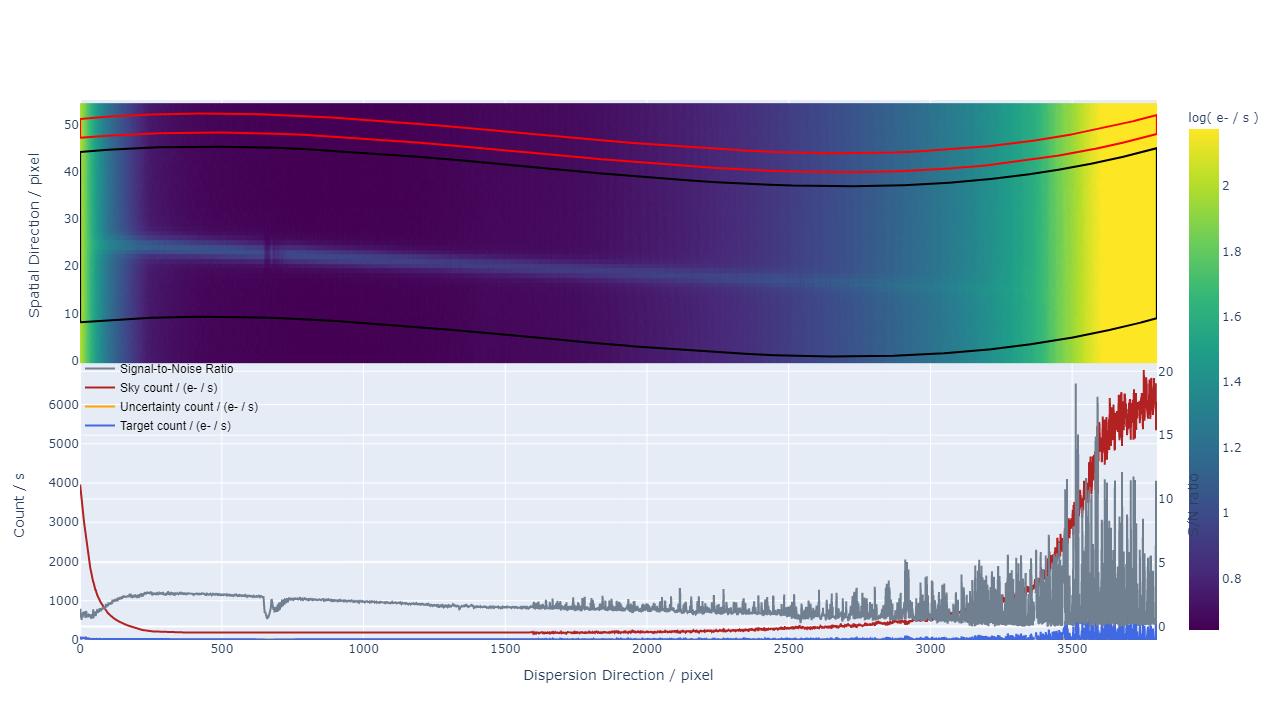 log( e- / s )
Spatial Direction / pixel
50
40
30
20
10
0
2
1.8
1.6
1.4
1.2
1
0.8
Signal-to-Noise Ratio
Sky count / (e- / s)
Uncertainty count / (e- / s)
Target count / (e- / s)
Count / s
6000
5000
4000
3000
2000
1000
0
20
15
10
5
0
S/N ratio
0 500 1000 1500 2000 2500 3000 3500
Dispersion Direction / pixel